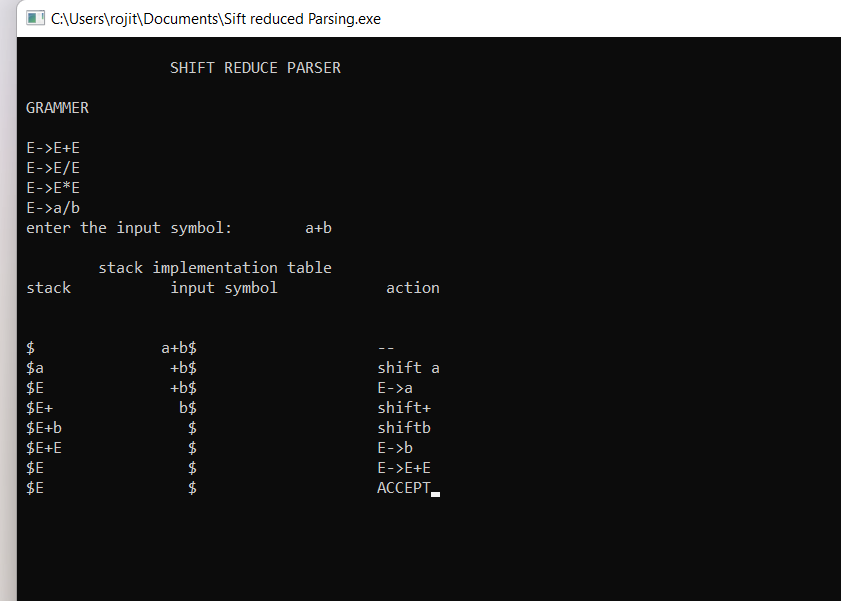 C:\Users\rojit\Documents\Sift reduced Parsing.exe
SHIFT REDUCE PARSER
GRAMMER
E->E+E
E->E/E
E->E*E
E->a/b
enter the input symbol: a+b
stack implementation table
stack input symbol action
$ a+b$ --
$a +b$ shift a
$E +b$ E->a
$E+ b$ shift+
$E+b $ shiftb
$E+E $ E->b
$E $ E->E+E
$E $ ACCEPT